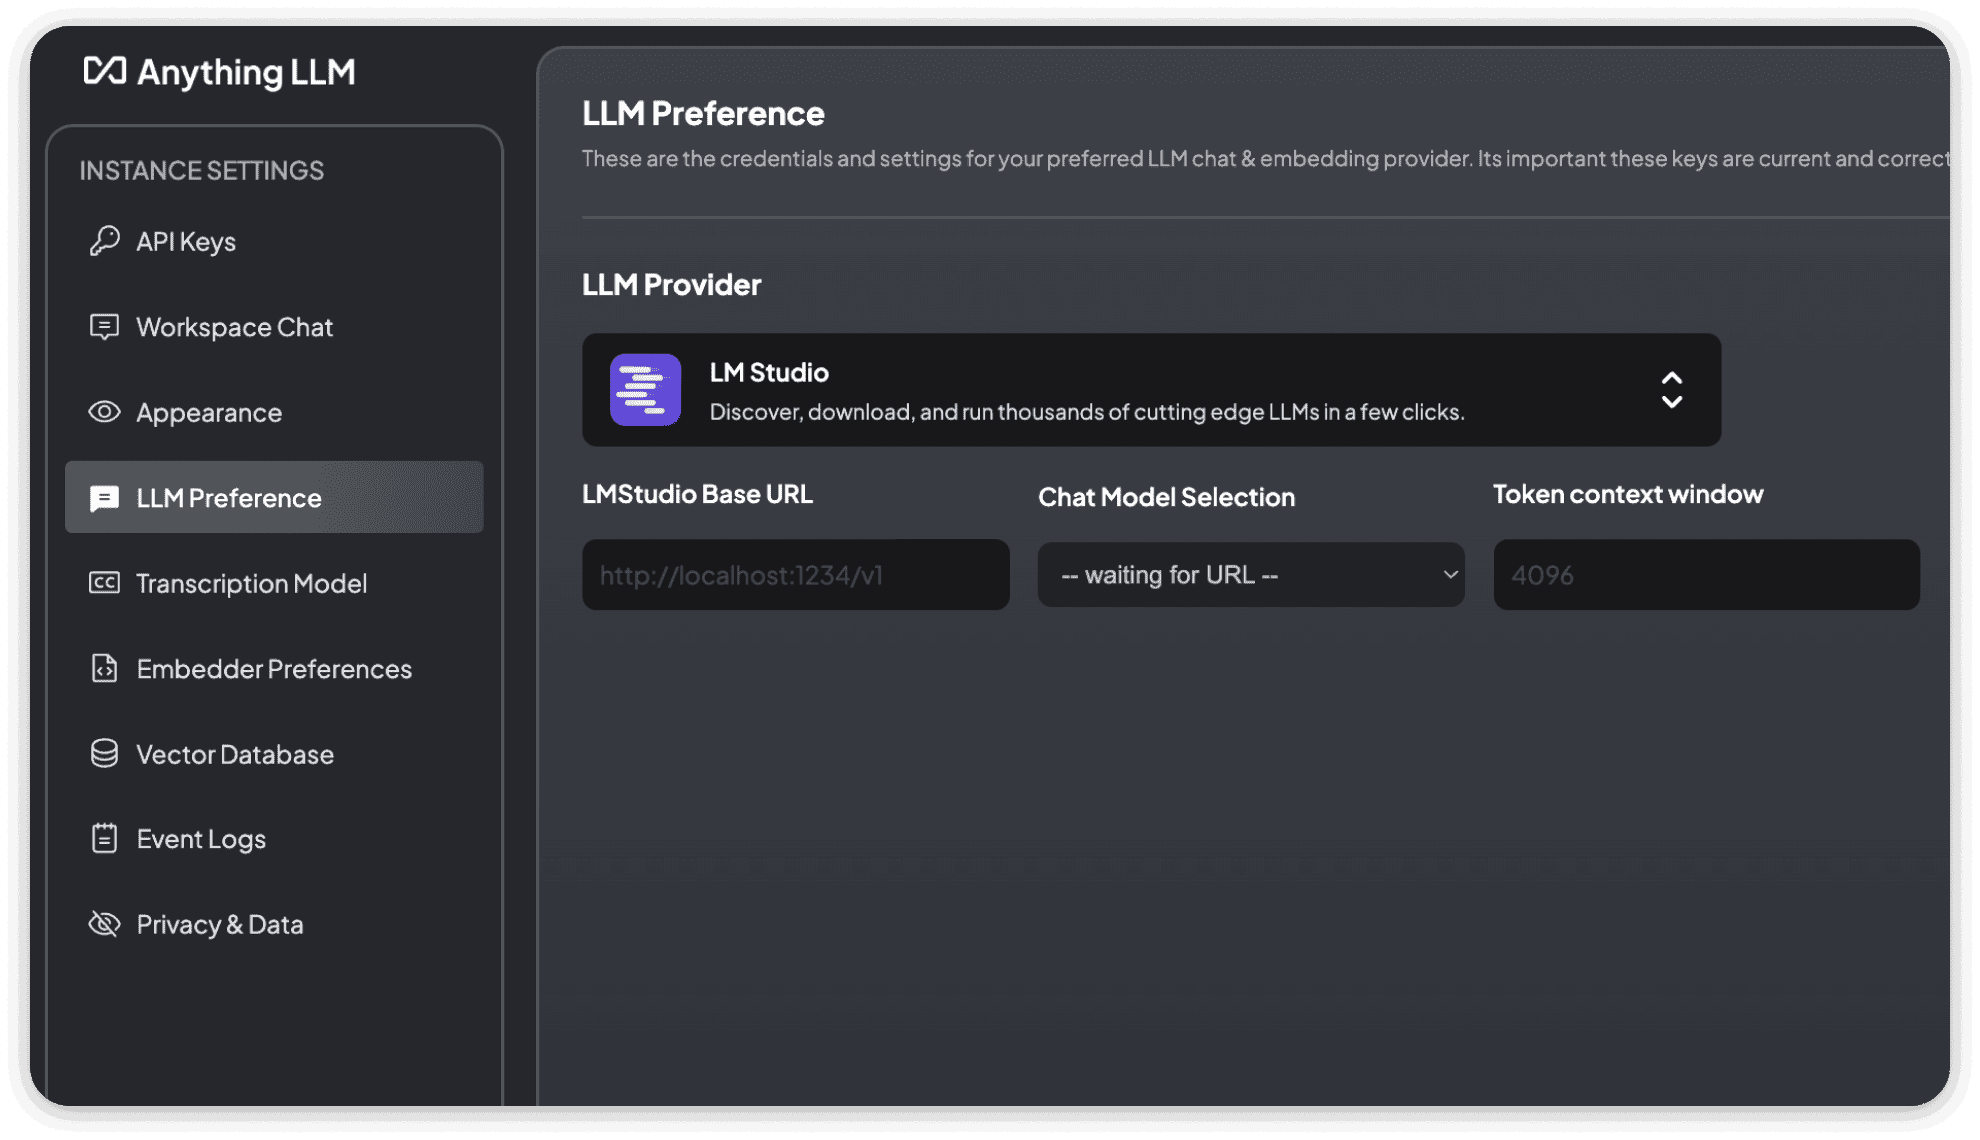 Anything LLM
INSTANCE SETTINGS
API Keys
Workspace Chat
Appearance
LLM Preference
CC Transcription Model
Embedder Preferences
Vector Database
Event Logs
Privacy & Data
LLM Preference
These are the credentials and settings for your preferred LLM chat & embedding provider. Its important these keys are current and correct
LLM Provider
LM Studio
Discover, download, and run thousands of cutting edge LLMs in a few clicks.
LMStudio Base URL
http://localhost:1234/v1
Chat Model Selection
-- waiting for URL --
Token context window
4096